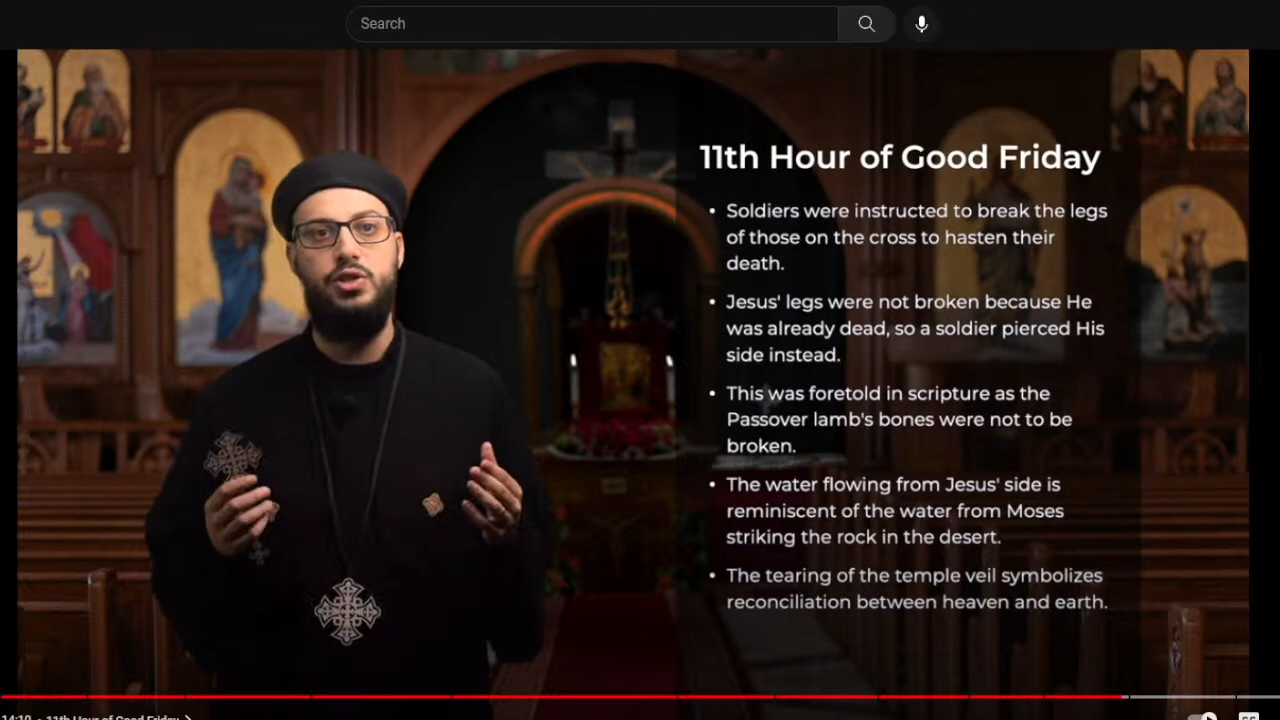 Search
11th Hour of Good Friday
• Soldiers were instructed to break the legs
of those on the cross to hasten their
death.
• Jesus' legs were not broken because He
was already dead, so a soldier pierced His
side instead.
• This was foretold in scripture as the
Passover lamb's bones were not to be
broken.
• The water flowing from Jesus' side is
reminiscent of the water from Moses
striking the rock in the desert.
• The tearing of the temple veil symbolizes
reconciliation between heaven and earth.
11th Hour of Good Friday